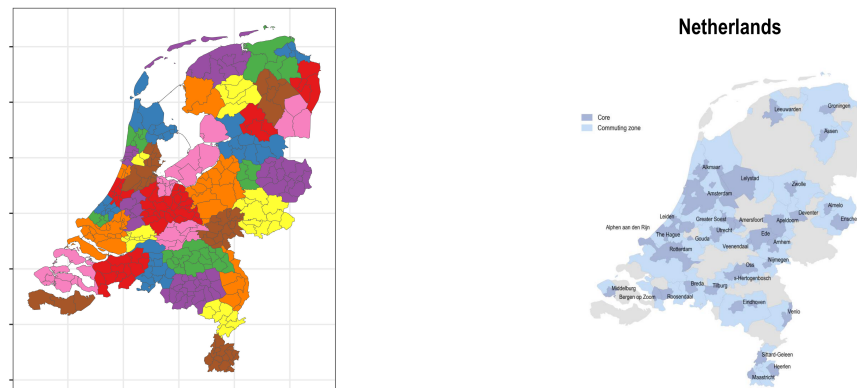 Netherlands
Core
Commuting zone
Leeuwarden
Groningen
Assen
Alkmaar
Lelystad
Zwolle
Amsterdam
Almelo
Leiden
Greater Soest
Amersfoort
Apeldoorn
Deventer
Enschede
Alphen aan den Rijn
The Hague
Utrecht
Ede
Gouda
Veenendaal
Arnhem
Rotterdam
Nijmegen
Oss
s-Hertogenbosch
Middelburg
Breda
Tilburg
Bergen op Zoom
Roosendaal
Eindhoven
Venlo
Sittard-Geleen
Heerlen
Maastricht